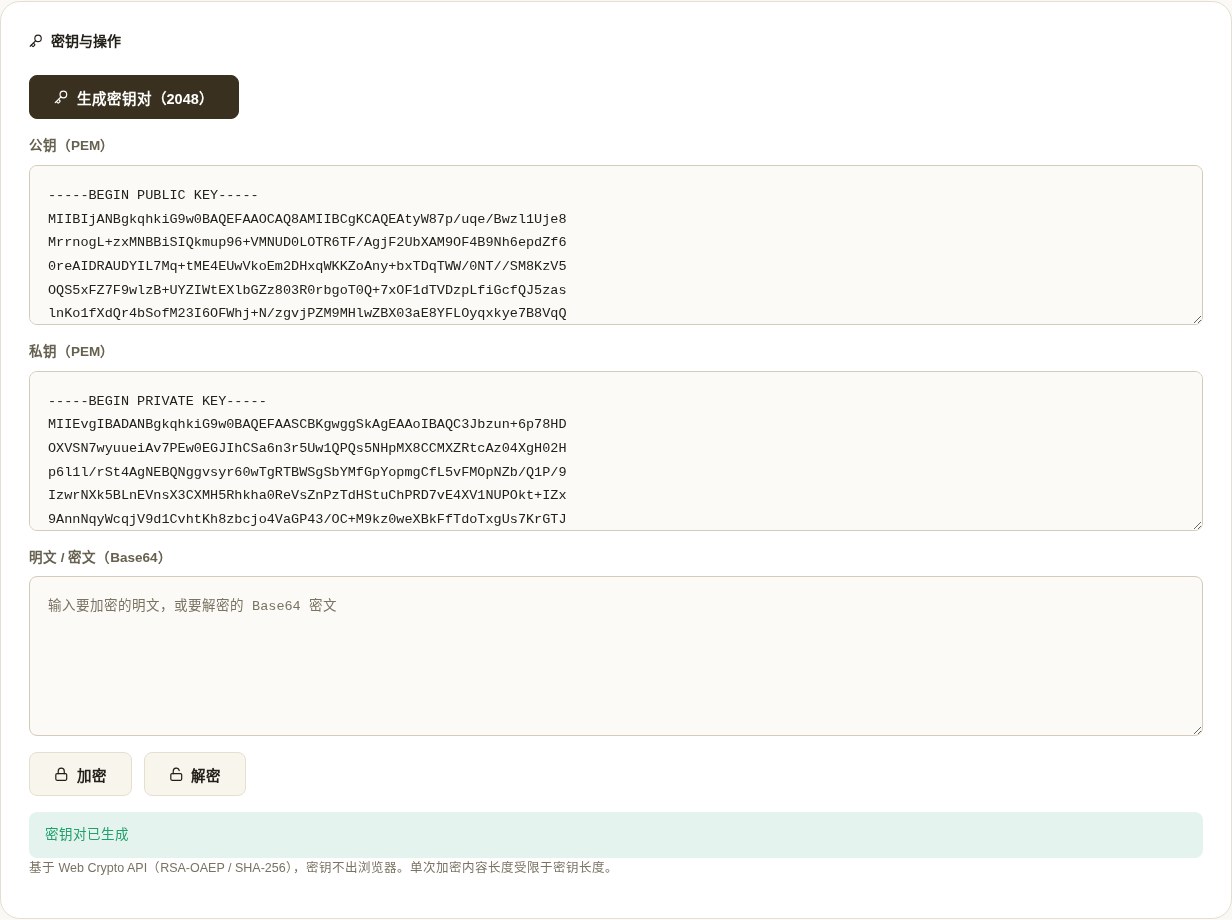 密钥与操作
生成密钥对（2048）
公钥（PEM）
-----BEGIN PUBLIC KEY-----
MIIBIjANBgkqhkiG9w0BAQEFAAOCAQ8AMIIBCgKCAQEAtyW87p/uqe/Bwzl1Uje8
MrrnogL+zxMNBBiSIQkmup96+VMNUD0LOTR6TF/AgjF2UbXAM9OF4B9Nh6epdZf6
0reAIDRAUDYIL7Mq+tME4EUwVkoEm2DHxqWKKZoAny+bxTDqTWW/0NT//SM8KzV5
OQS5xFZ7F9wlzB+UYZIWtEXlbGZz803R0rbgoT0Q+7xOF1dTVDzpLfiGcfQJ5zas
lnKo1fXdQr4bSofM23I6OFWhj+N/zgvjPZM9MHlwZBX03aE8YFLOyqxkye7B8VqQ
私钥（PEM）
-----BEGIN PRIVATE KEY-----
MIIEvgIBADANBgkqhkiG9w0BAQEFAASCBKgwggSkAgEAAoIBAQC3Jbzun+6p78HD
OXVSN7wyuueiAv7PEw0EGJIhCSa6n3r5Uw1QPQs5NHpMX8CCMXZRtcAz04XgH02H
p6l1l/rSt4AgNEBQNggvsyr60wTgRTBWSgSbYMfGpYopmgCfL5vFMOpNZb/Q1P/9
IzwrNXk5BLnEVnsX3CXMH5Rhkha0ReVsZnPzTdHStuChPRD7vE4XV1NUPOkt+IZx
9AnnNqyWcqjV9d1CvhtKh8zbcjo4VaGP43/OC+M9kz0weXBkFfTdoTxgUs7KrGTJ
明文 / 密文（Base64）
输入要加密的明文，或要解密的 Base64 密文
加密
解密
密钥对已生成
基于 Web Crypto API（RSA-OAEP / SHA-256），密钥不出浏览器。单次加密内容长度受限于密钥长度。